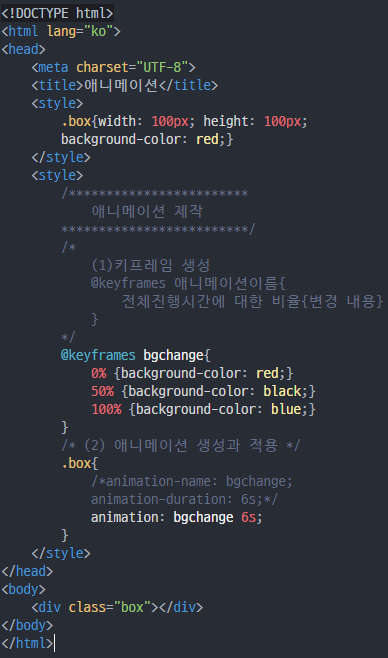 <!DOCTYPE html>
<html lang="ko">
<head>
    <meta charset="UTF-8">
    <title>애니메이션</title>
    <style>
        .box{width: 100px; height: 100px;
        background-color: red;}
    </style>
    <style>
        /************************
            애니메이션 제작
        *************************/
        /*
            (1)키프레임 생성
            @keyframes 애니메이션이름{
                전체진행시간에 대한 비율{변경 내용}
            }
        */
        @keyframes bgchange{
            0% {background-color: red;}
            50% {background-color: black;}
            100% {background-color: blue;}
        }
        /* (2) 애니메이션 생성과 적용 */
        .box{
            /*animation-name: bgchange;
            animation-duration: 6s;*/
            animation: bgchange 6s;
        }
    </style>
</head>
<body>
    <div class="box"></div>
</body>
</html>